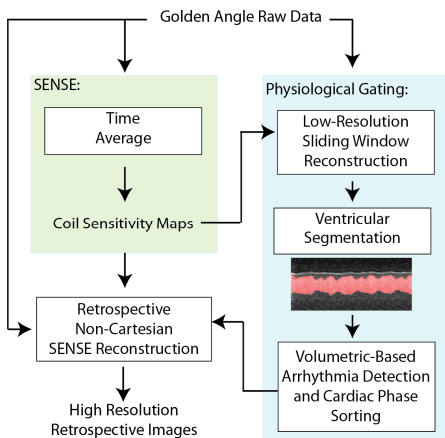 Golden Angle Raw Data
SENSE:
Time
Average
Coil Sensitivity Maps
Retrospective
Non-Cartesian
SENSE Reconstruction
High Resolution
Retrospective Images
Physiological Gating:
Low-Resolution
Sliding Window
Reconstruction
Ventricular
Segmentation
Volumetric-Based
Arrhythmia Detection
and Cardiac Phase
Sorting